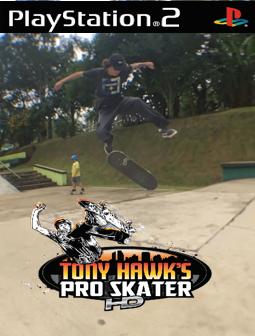 PlayStation®2
TONY HAWK'S
PRO SKATER
HD